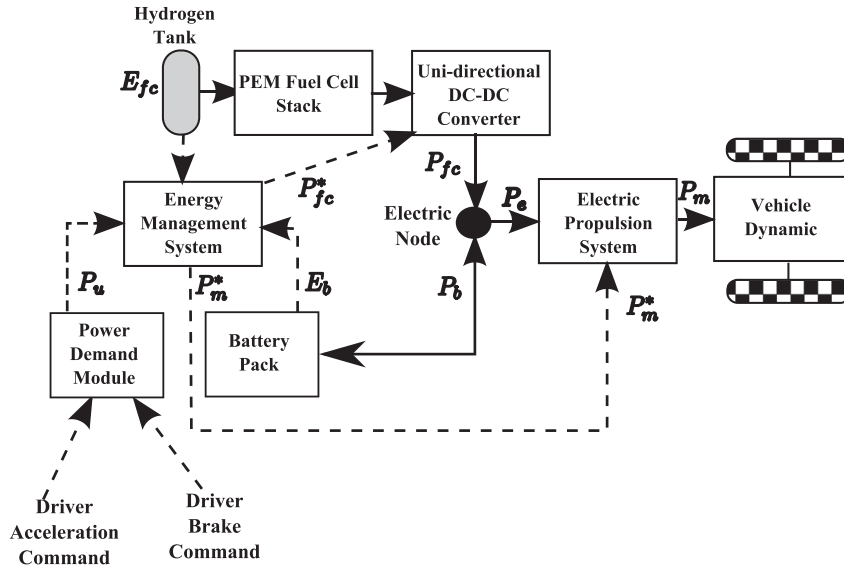 Hydrogen
Tank
E_fc
PEM Fuel Cell
Stack
Uni-directional
DC-DC
Converter
P*_fc
P_fc
Energy
Management
System
Electric
Node
P_e
Electric
Propulsion
System
P_m
Vehicle
Dynamic
P_u
P*_m
E_b
P_b
P*_m
Power
Demand
Module
Battery
Pack
Driver
Acceleration
Command
Driver
Brake
Command